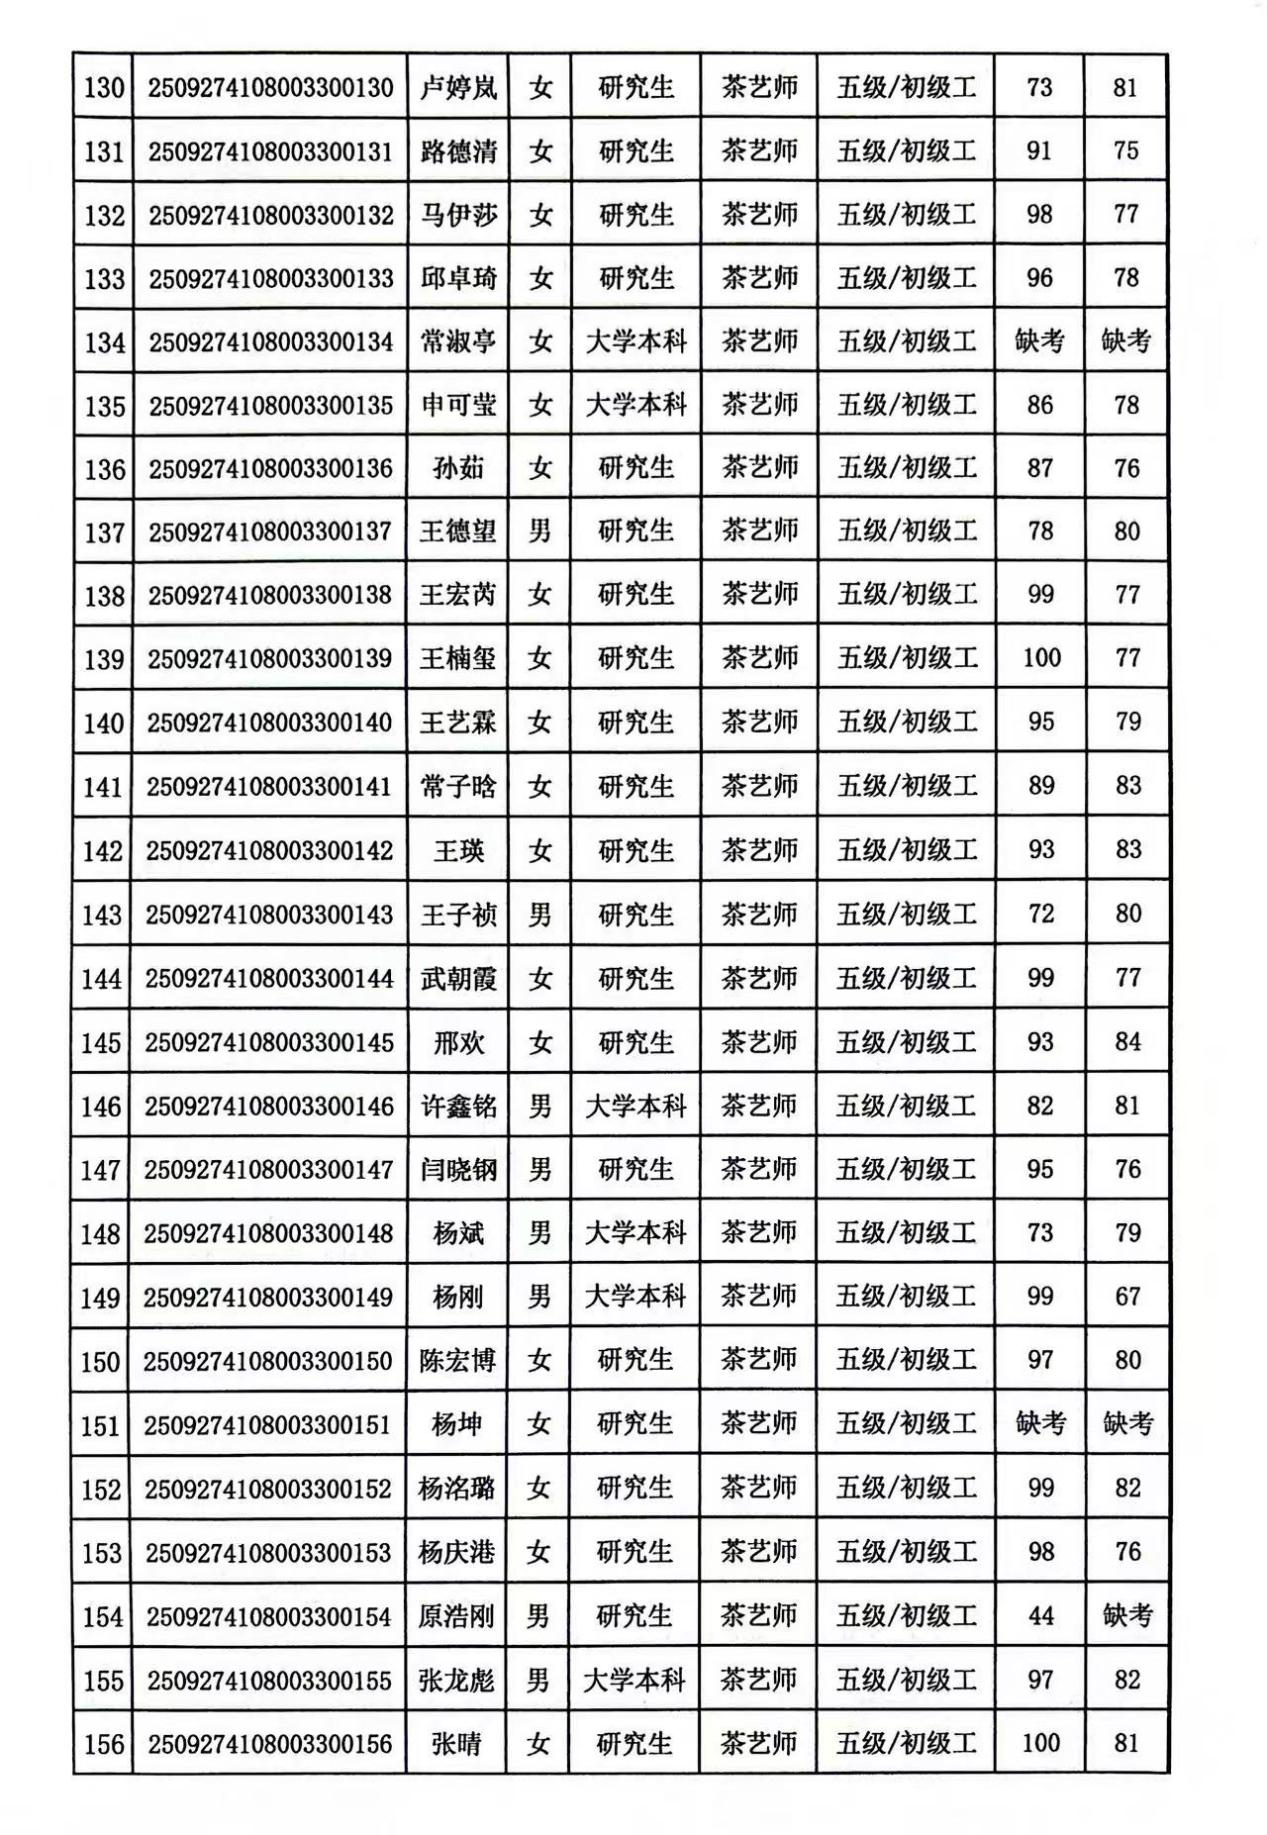 130 2509274108003300130 卢婷岚 女 研究生 茶艺师 五级/初级工 73 81
131 2509274108003300131 路德清 女 研究生 茶艺师 五级/初级工 91 75
132 2509274108003300132 马伊莎 女 研究生 茶艺师 五级/初级工 98 77
133 2509274108003300133 邱卓琦 女 研究生 茶艺师 五级/初级工 96 78
134 2509274108003300134 常淑亭 女 大学本科 茶艺师 五级/初级工 缺考 缺考
135 2509274108003300135 申可莹 女 大学本科 茶艺师 五级/初级工 86 78
136 2509274108003300136 孙茹 女 研究生 茶艺师 五级/初级工 87 76
137 2509274108003300137 王德望 男 研究生 茶艺师 五级/初级工 78 80
138 2509274108003300138 王宏芮 女 研究生 茶艺师 五级/初级工 99 77
139 2509274108003300139 王楠玺 女 研究生 茶艺师 五级/初级工 100 77
140 2509274108003300140 王艺霖 女 研究生 茶艺师 五级/初级工 95 79
141 2509274108003300141 常子晗 女 研究生 茶艺师 五级/初级工 89 83
142 2509274108003300142 王瑛 女 研究生 茶艺师 五级/初级工 93 83
143 2509274108003300143 王子祯 男 研究生 茶艺师 五级/初级工 72 80
144 2509274108003300144 武朝霞 女 研究生 茶艺师 五级/初级工 99 77
145 2509274108003300145 邢欢 女 研究生 茶艺师 五级/初级工 93 84
146 2509274108003300146 许鑫铭 男 大学本科 茶艺师 五级/初级工 82 81
147 2509274108003300147 闫晓钢 男 研究生 茶艺师 五级/初级工 95 76
148 2509274108003300148 杨斌 男 大学本科 茶艺师 五级/初级工 73 79
149 2509274108003300149 杨刚 男 大学本科 茶艺师 五级/初级工 99 67
150 2509274108003300150 陈宏博 女 研究生 茶艺师 五级/初级工 97 80
151 2509274108003300151 杨坤 女 研究生 茶艺师 五级/初级工 缺考 缺考
152 2509274108003300152 杨洺璐 女 研究生 茶艺师 五级/初级工 99 82
153 2509274108003300153 杨庆港 女 研究生 茶艺师 五级/初级工 98 76
154 2509274108003300154 原浩刚 男 研究生 茶艺师 五级/初级工 44 缺考
155 2509274108003300155 张龙彪 男 大学本科 茶艺师 五级/初级工 97 82
156 2509274108003300156 张晴 女 研究生 茶艺师 五级/初级工 100 81